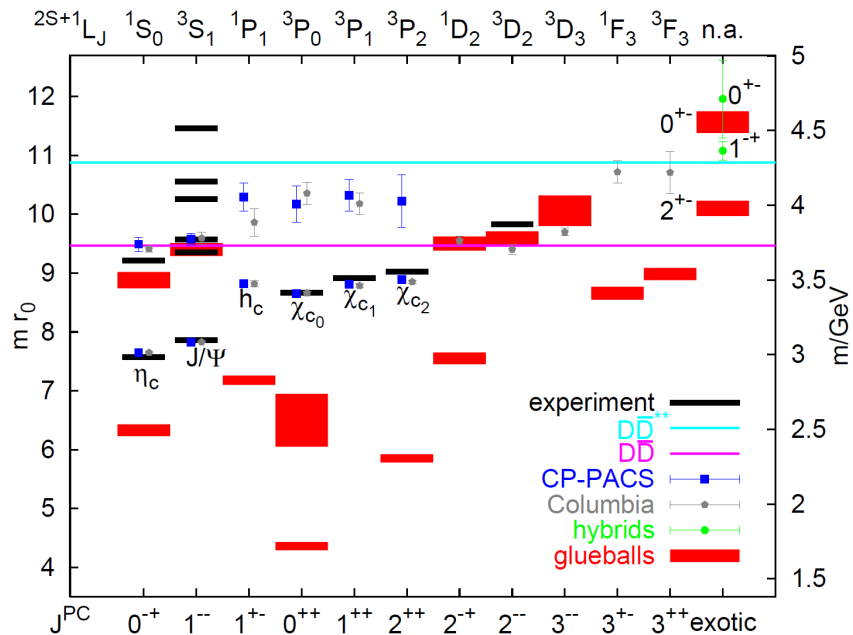 2S+1L_J 1S0 3S1 1P1 3P0 3P1 3P2 1D2 3D2 3D3 1F3 3F3 n.a.
12
11
10
9
8
7
6
5
4
m r0
5
4.5
4
3.5
3
2.5
2
1.5
m/GeV
0+-
0+-
1-+
2+-
hc
χc0
χc1
χc2
ηc
J/Ψ
experiment
DD̅**
DD̅
CP-PACS
Columbia
hybrids
glueballs
JPC 0-+ 1-- 1+- 0++ 1++ 2++ 2-+ 2-- 3-- 3+- 3++ exotic